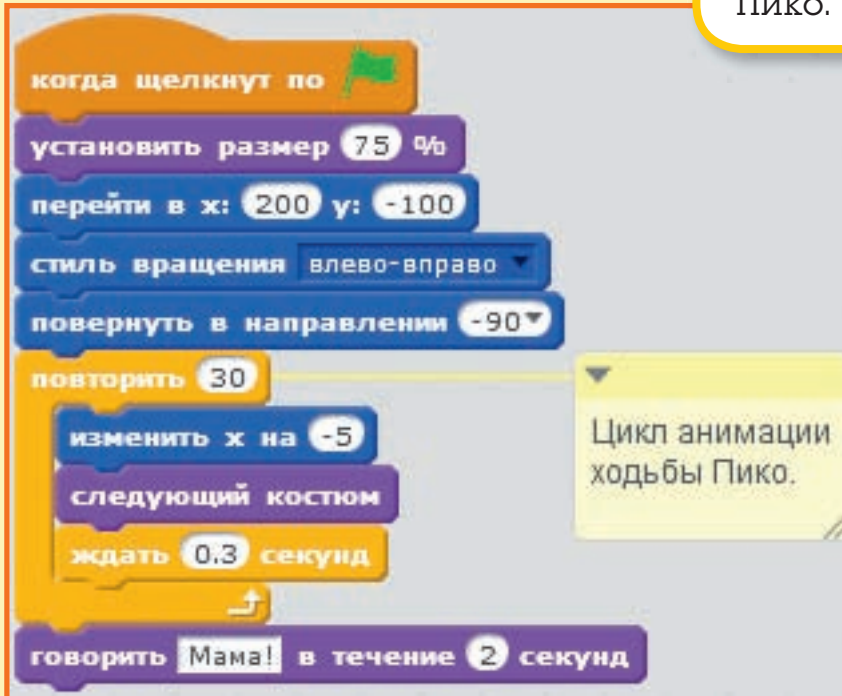 Пико.
когда щелкнут по
установить размер 75 %
перейти в x: 200 y: -100
стиль вращения влево-вправо
повернуть в направлении -90
повторить 30
изменить x на -5
следующий костюм
ждать 0.3 секунд
говорить Мама! в течение 2 секунд
Цикл анимации
ходьбы Пико.